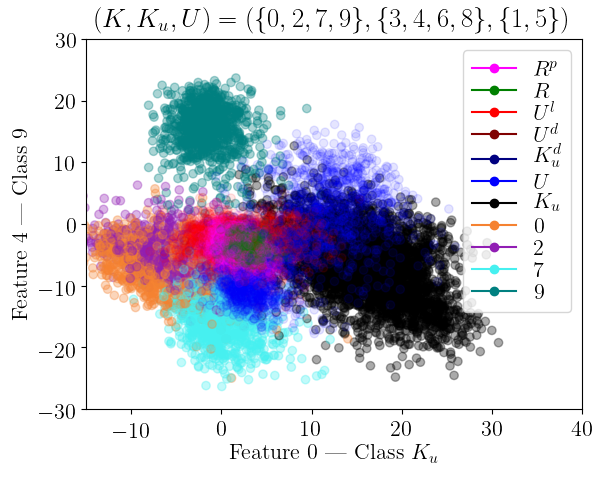 (K, K_u, U) = ({0, 2, 7, 9}, {3, 4, 6, 8}, {1, 5})
30
20
10
0
−10
−20
−30
Feature 4 — Class 9
R^p
R
U^l
U^d
K_u^d
U
K_u
0
2
7
9
−10
0
10
20
30
40
Feature 0 — Class K_u